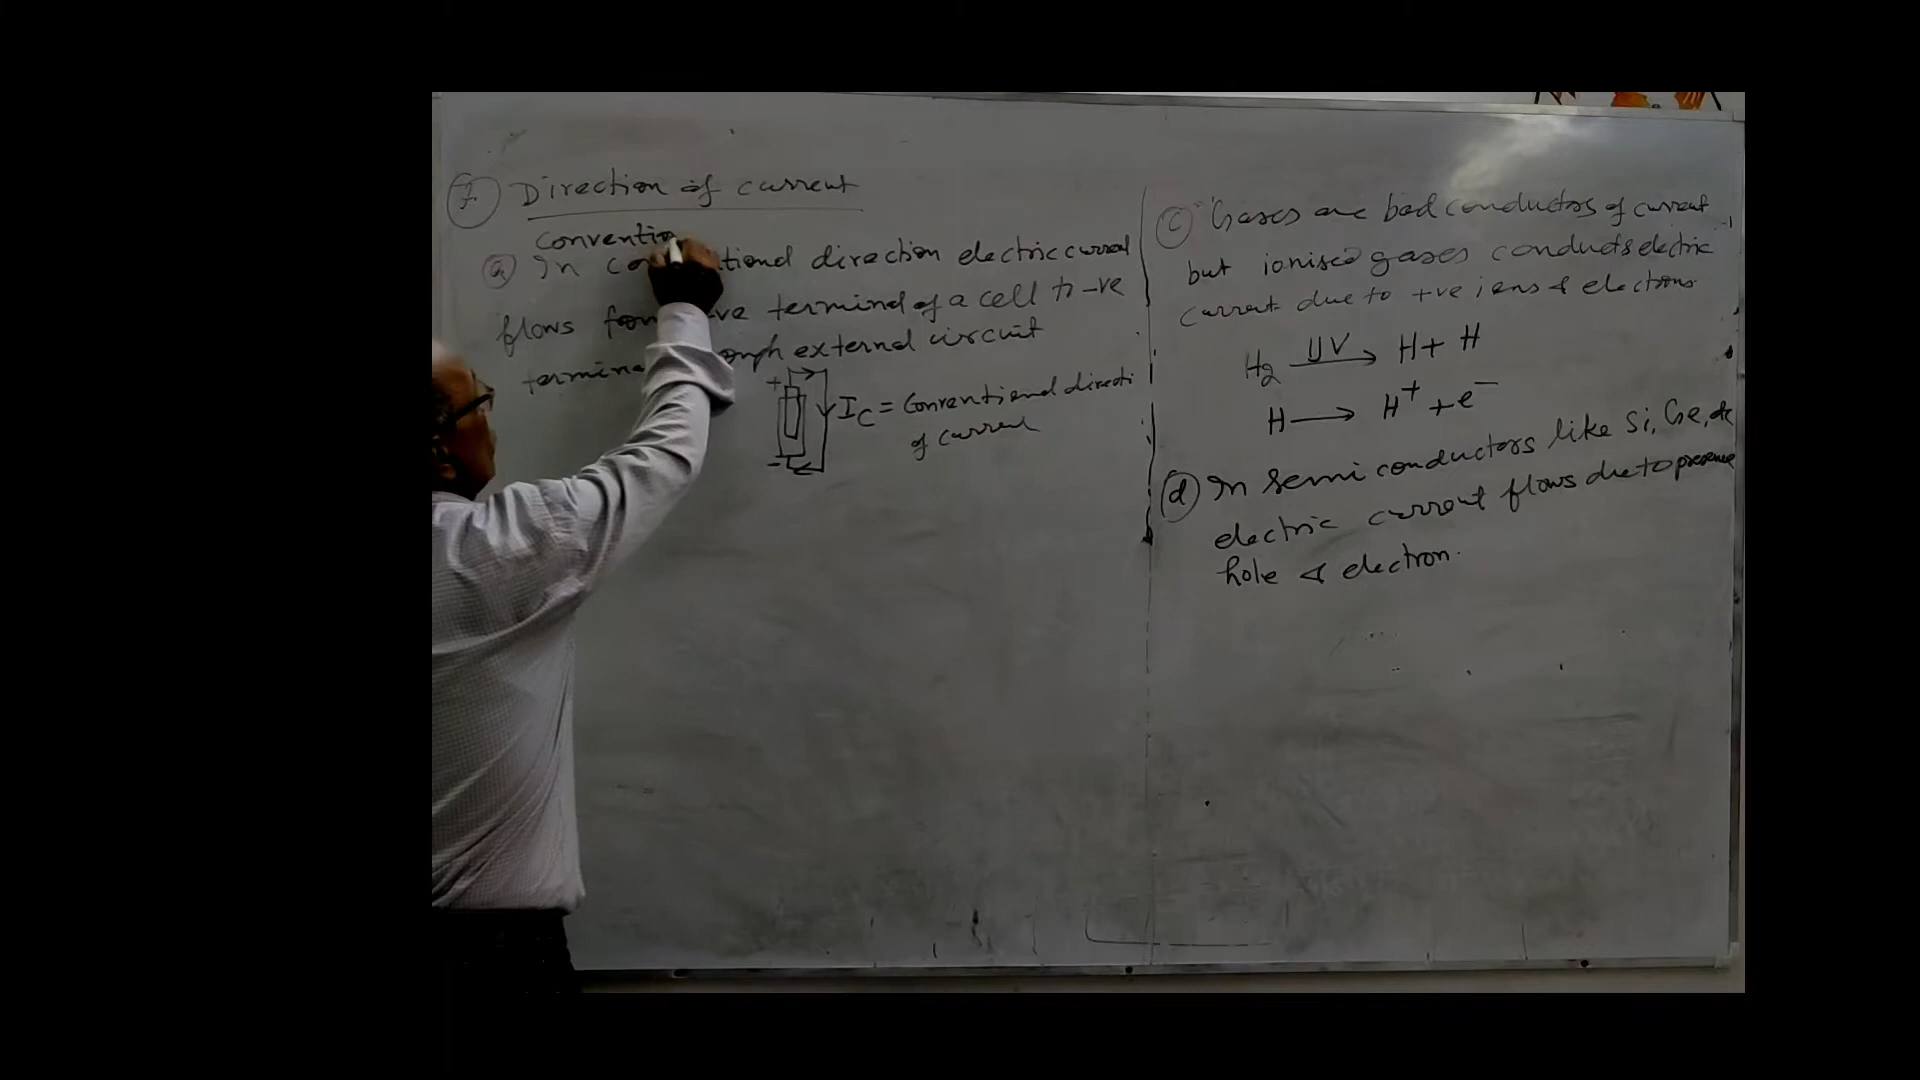 7. Direction of current
conventio
(a) In tional direction electric current
flows from ve terminal of a cell to -ve
termina ough external circuit
+
-
IC = Conventional directi
of current
(c) Gases are bad conductors of current
but ionised gases conducts electric
current due to +ve ions & electrons
H2 UV → H + H
H → H+ + e-
(d) In semi conductors like Si, Ge, etc
electric current flows due to presence
hole & electron.